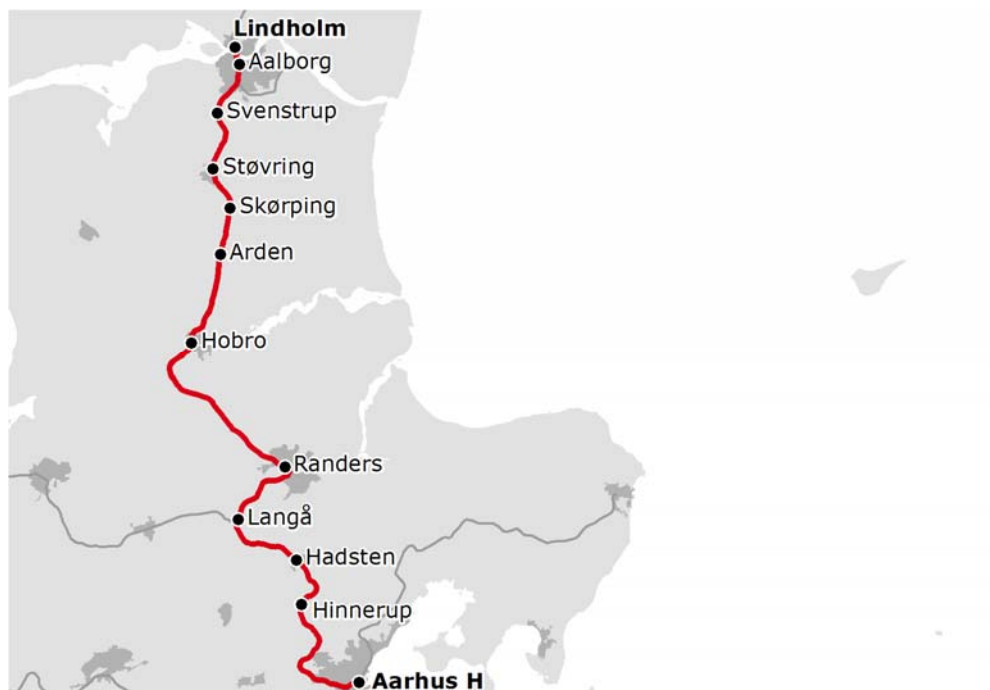 Lindholm
Aalborg
Svenstrup
Støvring
Skørping
Arden
Hobro
Randers
Langå
Hadsten
Hinnerup
Aarhus H